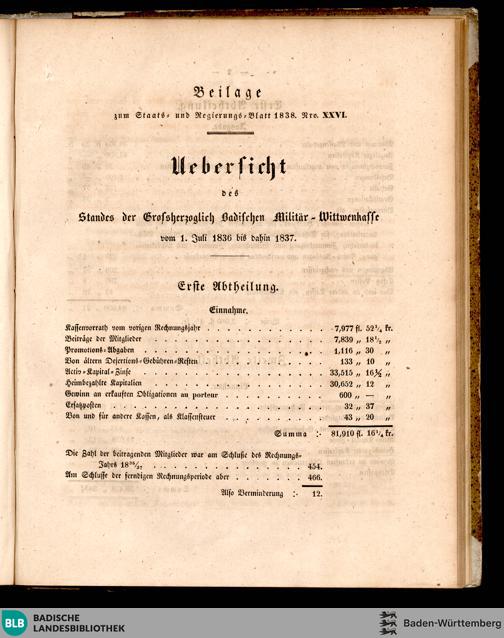 Beilage
zum Staats- und Regierungs-Blatt 1838. Nro. XXVI.
Uebersicht
des
Standes der Grossherzoglich Badischen Militär-Wittwenkasse
vom 1. Juli 1836 bis dahin 1837.
Erste Abtheilung.
Einnahme.
Kassenvorrath vom vorigen Rechnungsjahr . . . . . 7,977 fl. 52¾ kr.
Beiträge der Mitglieder . . . . . 7,839 „ 18½ „
Promotions-Abgaben . . . . . 1,116 „ 30 „
Von ältern Desertions-Gebühren-Resten . . . . . 133 „ 10 „
Activ-Kapital-Zinse . . . . . 33,515 „ 16½ „
Heimbezahlte Kapitalien . . . . . 30,652 „ 12 „
Gewinn an erkauften Obligationen au porteur . . . . . 600 „ — „
Ersatzposten . . . . . 32 „ 37 „
Von und für andere Kassen, als Klassensteuer . . . . . 43 „ 20 „
Summa :- 81,910 fl. 16¼ kr.
Die Zahl der beitragenden Mitglieder war am Schluße des Rechnungs-
Jahrs 1836/37 . . . . . 454.
Am Schlusse der ferndigen Rechnungsperiode aber . . . . . 466.
Also Verminderung :- 12.
BLB
BADISCHE
LANDESBIBLIOTHEK
Baden-Württemberg